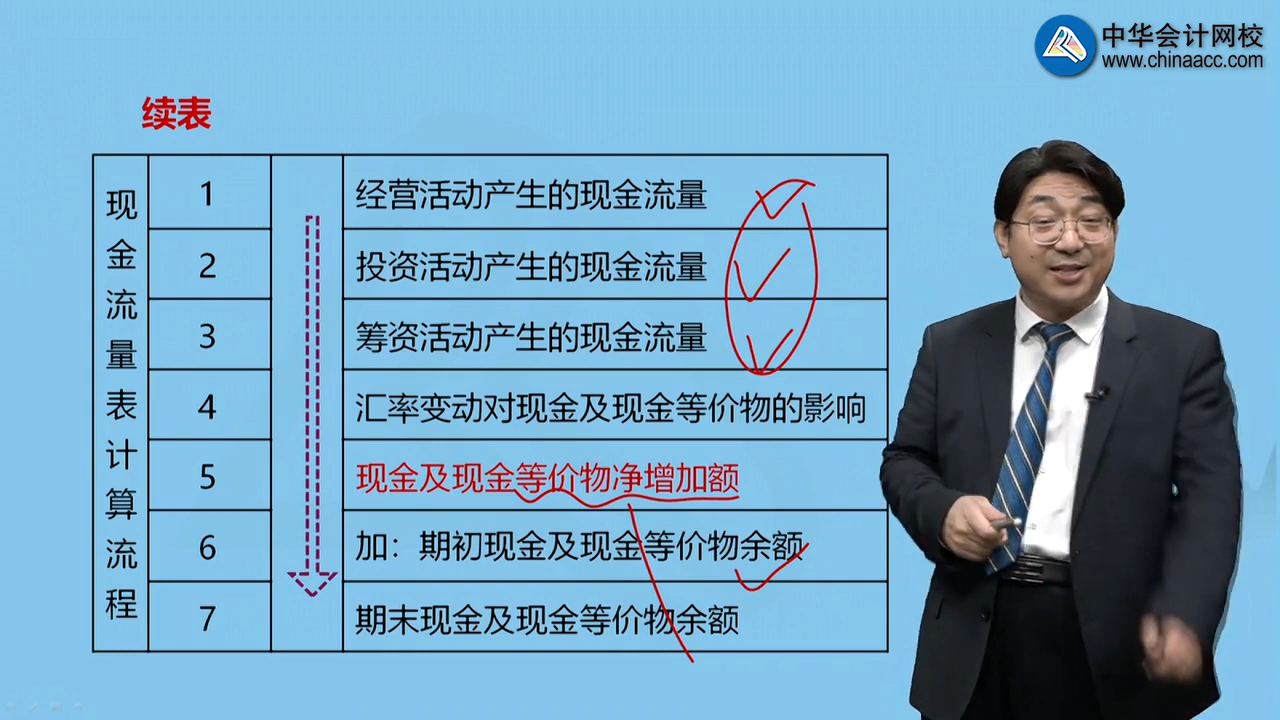 中华会计网校
www.chinaacc.com
续表
现金流量表计算流程
1 经营活动产生的现金流量
2 投资活动产生的现金流量
3 筹资活动产生的现金流量
4 汇率变动对现金及现金等价物的影响
5 现金及现金等价物净增加额
6 加：期初现金及现金等价物余额
7 期末现金及现金等价物余额